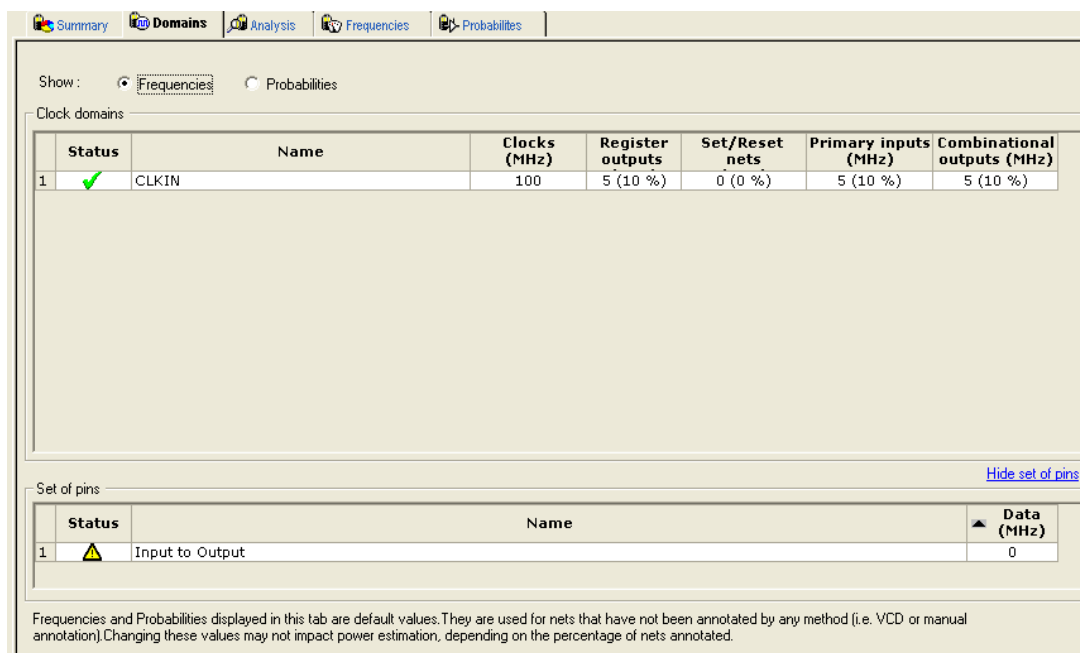 Summary Domains Analysis Frequencies Probabilites
Show : Frequencies Probabilities
Clock domains
Status Name Clocks (MHz) Register outputs Set/Reset nets Primary inputs (MHz) Combinational outputs (MHz)
1 CLKIN 100 5 (10 %) 0 (0 %) 5 (10 %) 5 (10 %)
Hide set of pins
Set of pins
Status Name Data (MHz)
1 Input to Output 0
Frequencies and Probabilities displayed in this tab are default values.They are used for nets that have not been annotated by any method (i.e. VCD or manual
annotation).Changing these values may not impact power estimation, depending on the percentage of nets annotated.